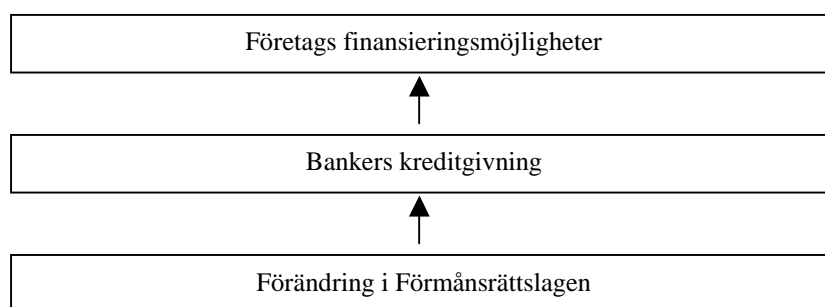 Företags finansieringsmöjligheter
Bankers kreditgivning
Förändring i Förmånsrättslagen